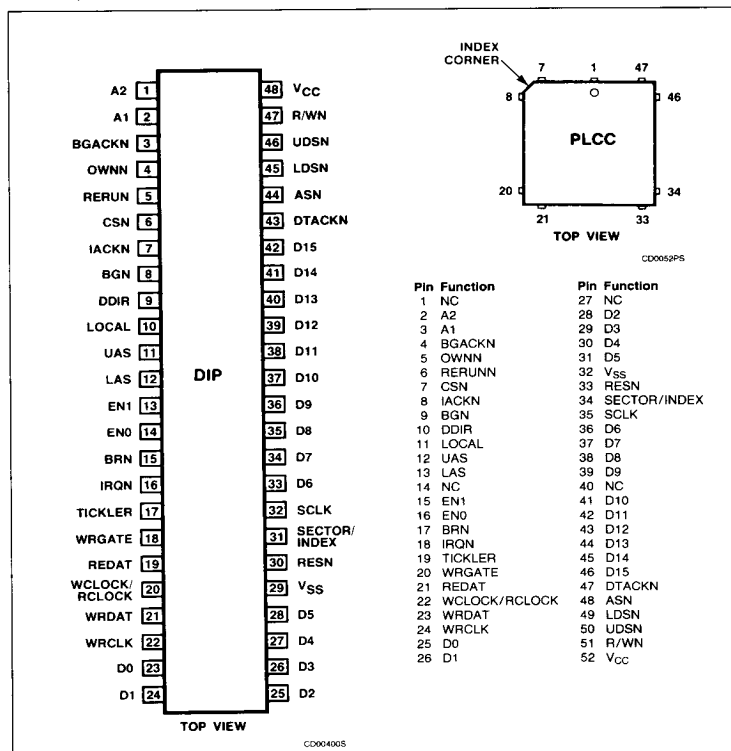 A2 1
A1 2
BGACKN 3
OWNN 4
RERUN 5
CSN 6
IACKN 7
BGN 8
DDIR 9
LOCAL 10
UAS 11
LAS 12
EN1 13
EN0 14
BRN 15
IRQN 16
TICKLER 17
WRGATE 18
REDAT 19
WCLOCK/
RCLOCK 20
WRDAT 21
WRCLK 22
D0 23
D1 24
DIP
48 VCC
47 R/WN
46 UDSN
45 LDSN
44 ASN
43 DTACKN
42 D15
41 D14
40 D13
39 D12
38 D11
37 D10
36 D9
35 D8
34 D7
33 D6
32 SCLK
31 SECTOR/
INDEX
30 RESN
29 VSS
28 D5
27 D4
26 D3
25 D2
TOP VIEW
CD00400S
INDEX
CORNER
7 1 47
8 46
PLCC
20 34
21 33
TOP VIEW
CD0052PS
Pin Function
1 NC
2 A2
3 A1
4 BGACKN
5 OWNN
6 RERUNN
7 CSN
8 IACKN
9 BGN
10 DDIR
11 LOCAL
12 UAS
13 LAS
14 NC
15 EN1
16 EN0
17 BRN
18 IRQN
19 TICKLER
20 WRGATE
21 REDAT
22 WCLOCK/RCLOCK
23 WRDAT
24 WRCLK
25 D0
26 D1
Pin Function
27 NC
28 D2
29 D3
30 D4
31 D5
32 VSS
33 RESN
34 SECTOR/INDEX
35 SCLK
36 D6
37 D7
38 D8
39 D9
40 NC
41 D10
42 D11
43 D12
44 D13
45 D14
46 D15
47 DTACKN
48 ASN
49 LDSN
50 UDSN
51 R/WN
52 VCC